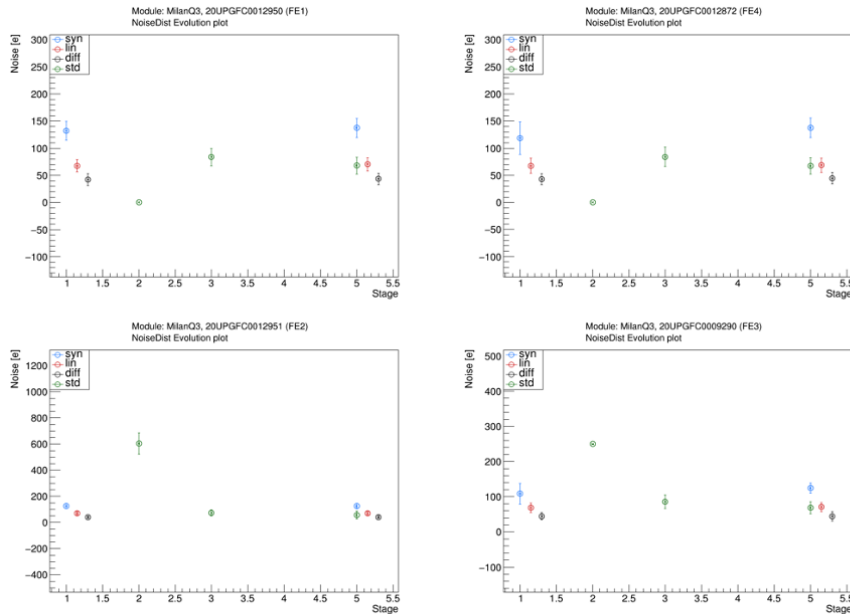 Module: MilanQ3, 20UPGFC0012950 (FE1)
NoiseDist Evolution plot
Noise [e]
syn
lin
diff
std
300
250
200
150
100
50
0
−50
−100
1 1.5 2 2.5 3 3.5 4 4.5 5 5.5
Stage
Module: MilanQ3, 20UPGFC0012872 (FE4)
NoiseDist Evolution plot
Noise [e]
syn
lin
diff
std
300
250
200
150
100
50
0
−50
−100
1 1.5 2 2.5 3 3.5 4 4.5 5 5.5
Stage
Module: MilanQ3, 20UPGFC0012951 (FE2)
NoiseDist Evolution plot
Noise [e]
syn
lin
diff
std
1200
1000
800
600
400
200
0
−200
−400
1 1.5 2 2.5 3 3.5 4 4.5 5 5.5
Stage
Module: MilanQ3, 20UPGFC0009290 (FE3)
NoiseDist Evolution plot
Noise [e]
syn
lin
diff
std
500
400
300
200
100
0
−100
1 1.5 2 2.5 3 3.5 4 4.5 5 5.5
Stage